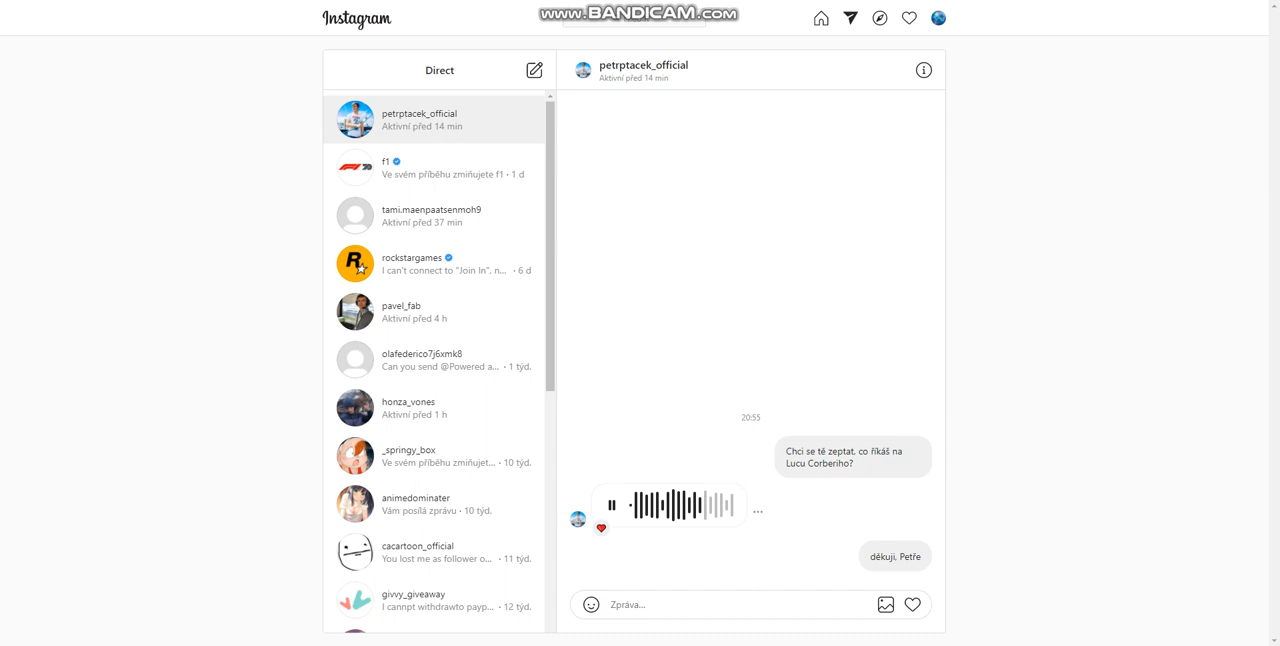 Instagram
www.BANDICAM.com
Direct
petrptacek_official
Aktivní před 14 min
f1
Ve svém příběhu zmiňujete f1 · 1 d
tami.maenpaatsenmoh9
Aktivní před 37 min
rockstargames
I can't connect to "Join In", n... · 6 d
pavel_fab
Aktivní před 4 h
olafederico7j6xmk8
Can you send @Powered a... · 1 týd.
honza_vones
Aktivní před 1 h
_springy_box
Ve svém příběhu zmiňujet... · 10 týd.
animedominater
Vám posílá zprávu · 10 týd.
cacartoon_official
You lost me as follower o... · 11 týd.
givvy_giveaway
I cannpt withdrawto payp... · 12 týd.
petrptacek_official
Aktivní před 14 min
20:55
Chci se tě zeptat, co říkáš na
Lucu Corberiho?
děkuji, Petře
Zpráva...